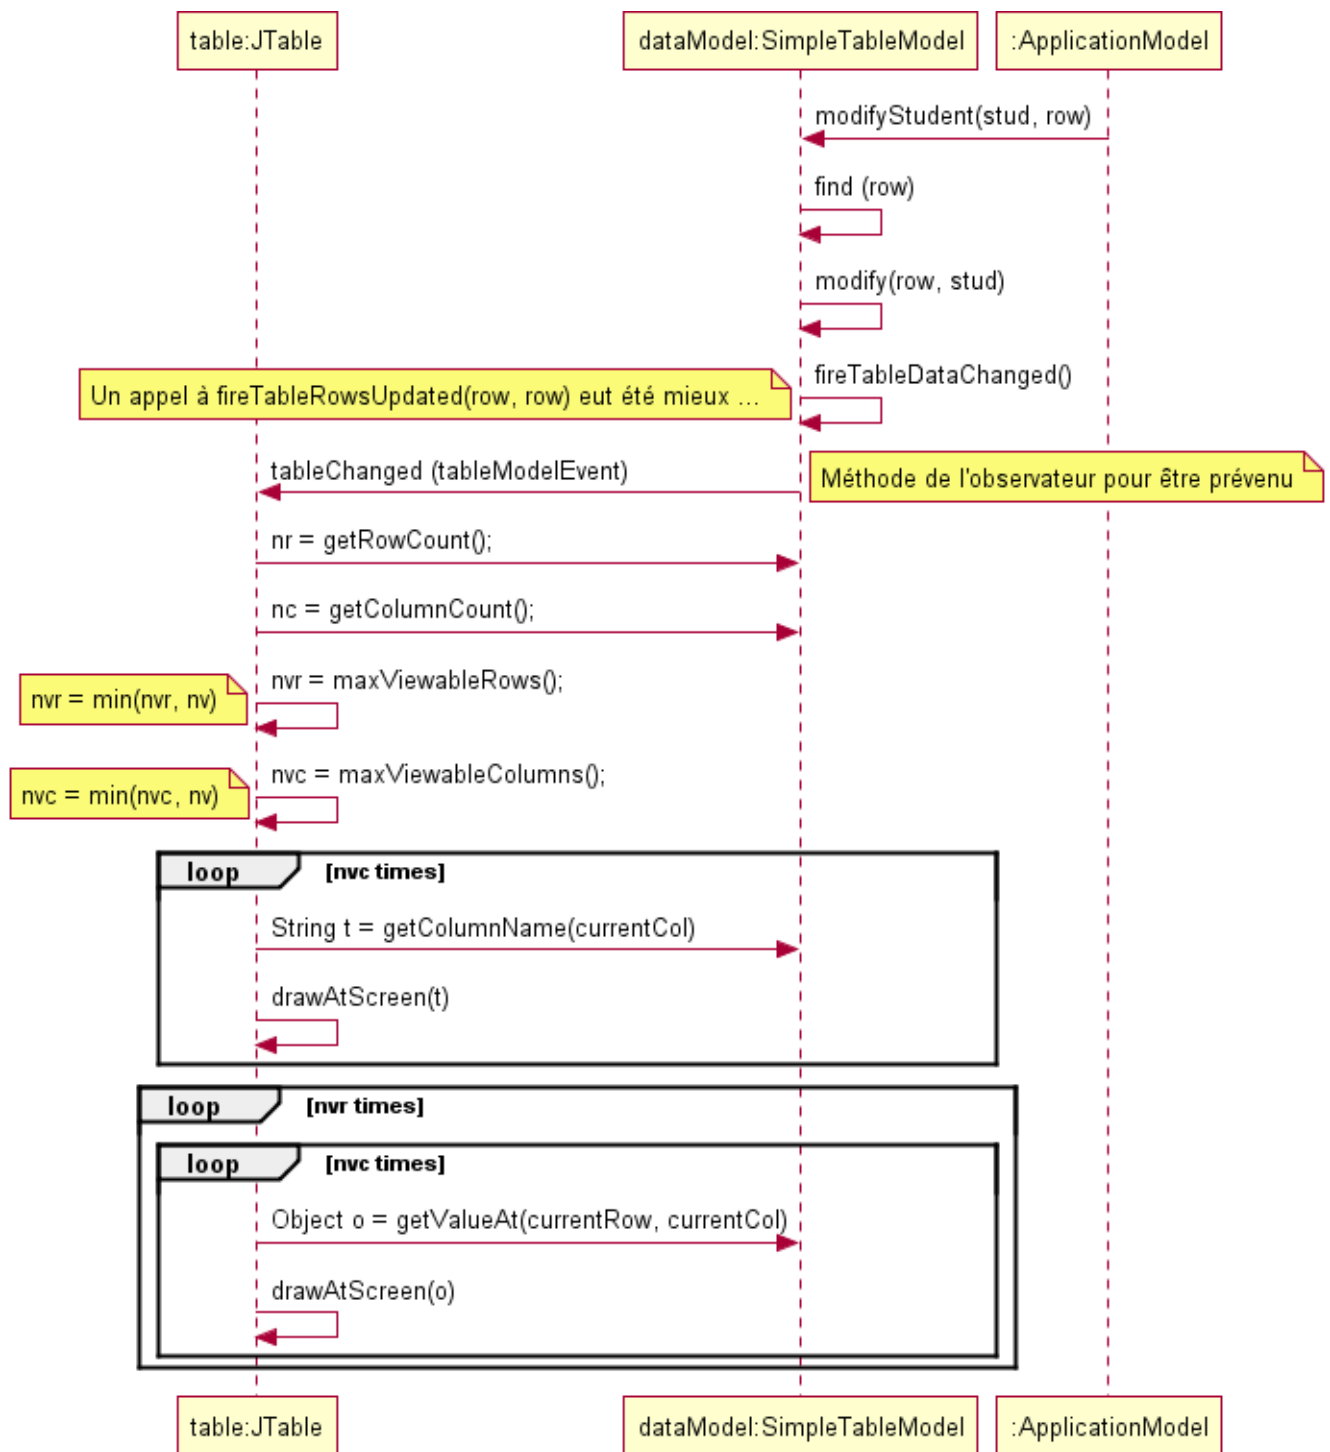 table:JTable
dataModel:SimpleTableModel
:ApplicationModel
modifyStudent(stud, row)
find (row)
modify(row, stud)
Un appel à fireTableRowsUpdated(row, row) eut été mieux ...
fireTableDataChanged()
tableChanged (tableModelEvent)
Méthode de l'observateur pour être prévenu
nr = getRowCount();
nc = getColumnCount();
nvr = min(nvr, nv)
nvr = maxViewableRows();
nvc = min(nvc, nv)
nvc = maxViewableColumns();
loop [nvc times]
String t = getColumnName(currentCol)
drawAtScreen(t)
loop [nvr times]
loop [nvc times]
Object o = getValueAt(currentRow, currentCol)
drawAtScreen(o)
table:JTable
dataModel:SimpleTableModel
:ApplicationModel